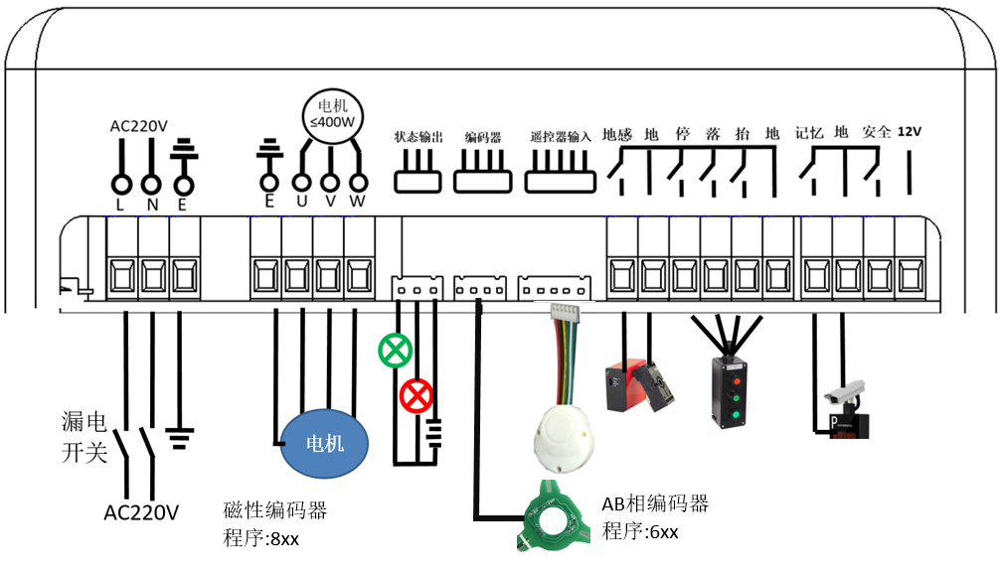 电机
≤400W
AC220V
状态输出 编码器 遥控器输入 地感 地 停 落 抬 地 记忆 地 安全 12V
L N E E U V W
漏电
开关
电机
P
AC220V
磁性编码器
程序:8xx
AB相编码器
程序:6xx